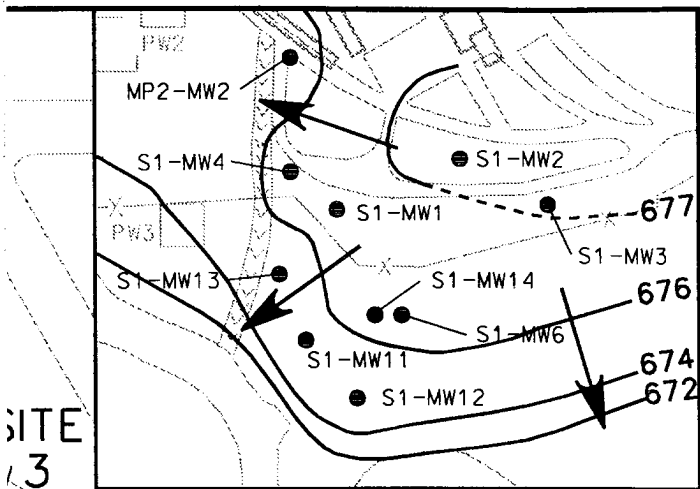 PW2
MP2-MW2
S1-MW4
S1-MW2
S1-MW1
677
PW3
S1-MW3
S1-MW13
S1-MW14
676
S1-MW6
S1-MW11
674
S1-MW12
672
SITE
3